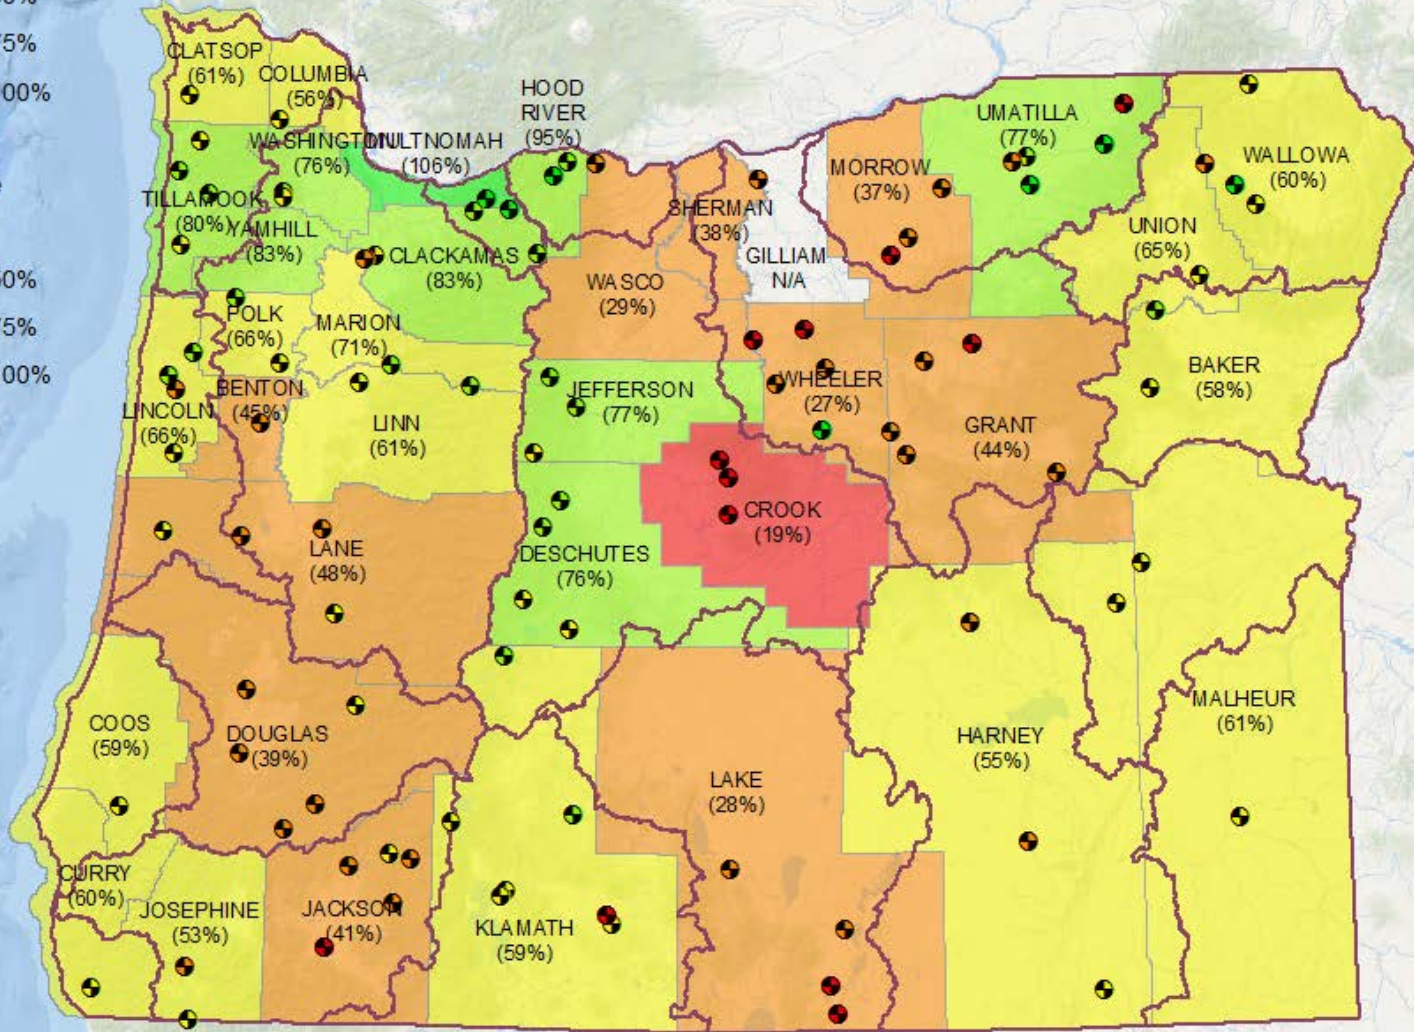 5%
00%
50%
75%
00%
CLATSOP
(61%)
COLUMBIA
(56%)
HOOD
RIVER
(95%)
WASHINGTON
(76%)
MULTNOMAH
(106%)
UMATILLA
(77%)
MORROW
(37%)
WALLOWA
(60%)
TILLAMOOK
(80%)
YAMHILL
(83%)
CLACKAMAS
(83%)
SHERMAN
(38%)
GILLIAM
N/A
UNION
(65%)
WASCO
(29%)
POLK
(66%)
MARION
(71%)
BENTON
(45%)
LINCOLN
(66%)
LINN
(61%)
JEFFERSON
(77%)
WHEELER
(27%)
GRANT
(44%)
BAKER
(58%)
CROOK
(19%)
LANE
(48%)
DESCHUTES
(76%)
COOS
(59%)
DOUGLAS
(39%)
LAKE
(28%)
HARNEY
(55%)
MALHEUR
(61%)
CURRY
(60%)
JOSEPHINE
(53%)
JACKSON
(41%)
KLAMATH
(59%)